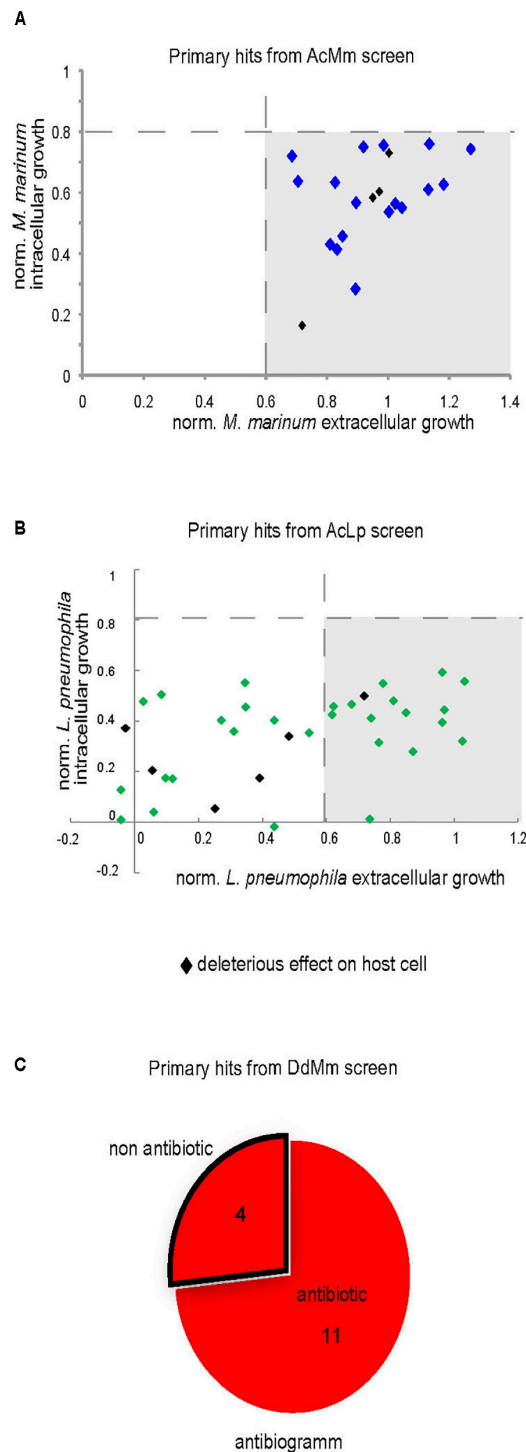 A
Primary hits from AcMm screen
norm. M. marinum
intracellular growth
1
0.8
0.6
0.4
0.2
0
0 0.2 0.4 0.6 0.8 1 1.2 1.4
norm. M. marinum extracellular growth
B
Primary hits from AcLp screen
norm. L. pneumophila
intracellular growth
1
0.8
0.6
0.4
0.2
0
-0.2
-0.2 0 0.2 0.4 0.6 0.8 1 1.2
norm. L. pneumophila extracellular growth
deleterious effect on host cell
C
Primary hits from DdMm screen
non antibiotic
4
antibiotic
11
antibiogramm